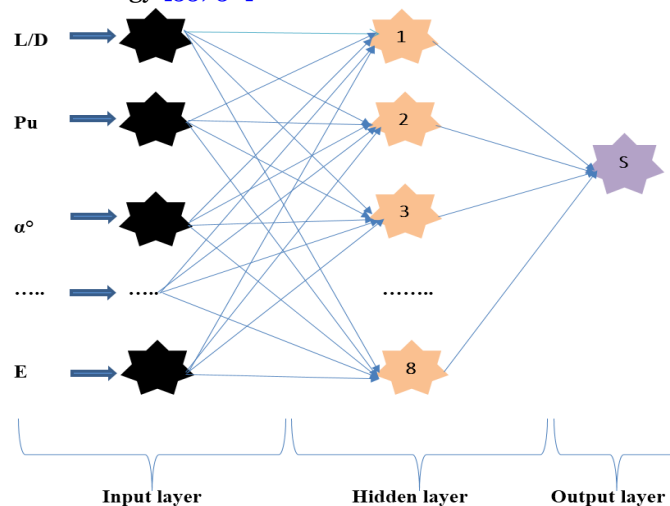 L/D
1
Pu
2
S
α°
3
..... ..... ........
E
8
Input layer Hidden layer Output layer